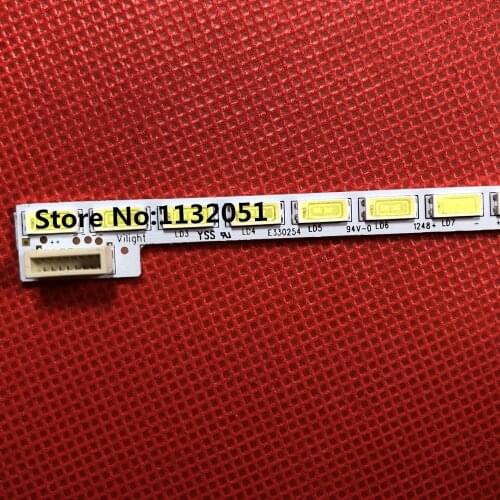 Store No:1132051
++ Vilight LD3 YSS LD4 E330254 LD5 94V-0 LD6 1248+ LD7 -